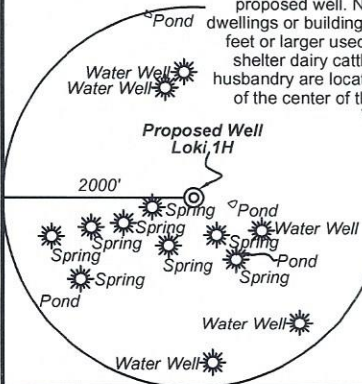 proposed well. N
Pond
dwellings or building
feet or larger used
Water Well
shelter dairy cattl
Water Well
husbandry are locat
of the center of th
Proposed Well
Loki 1H
2000'
Spring
Pond
Spring
Water Well
Spring
Spring
Spring
Spring
Pond
Spring
Spring
Pond
Water Well
Water Well